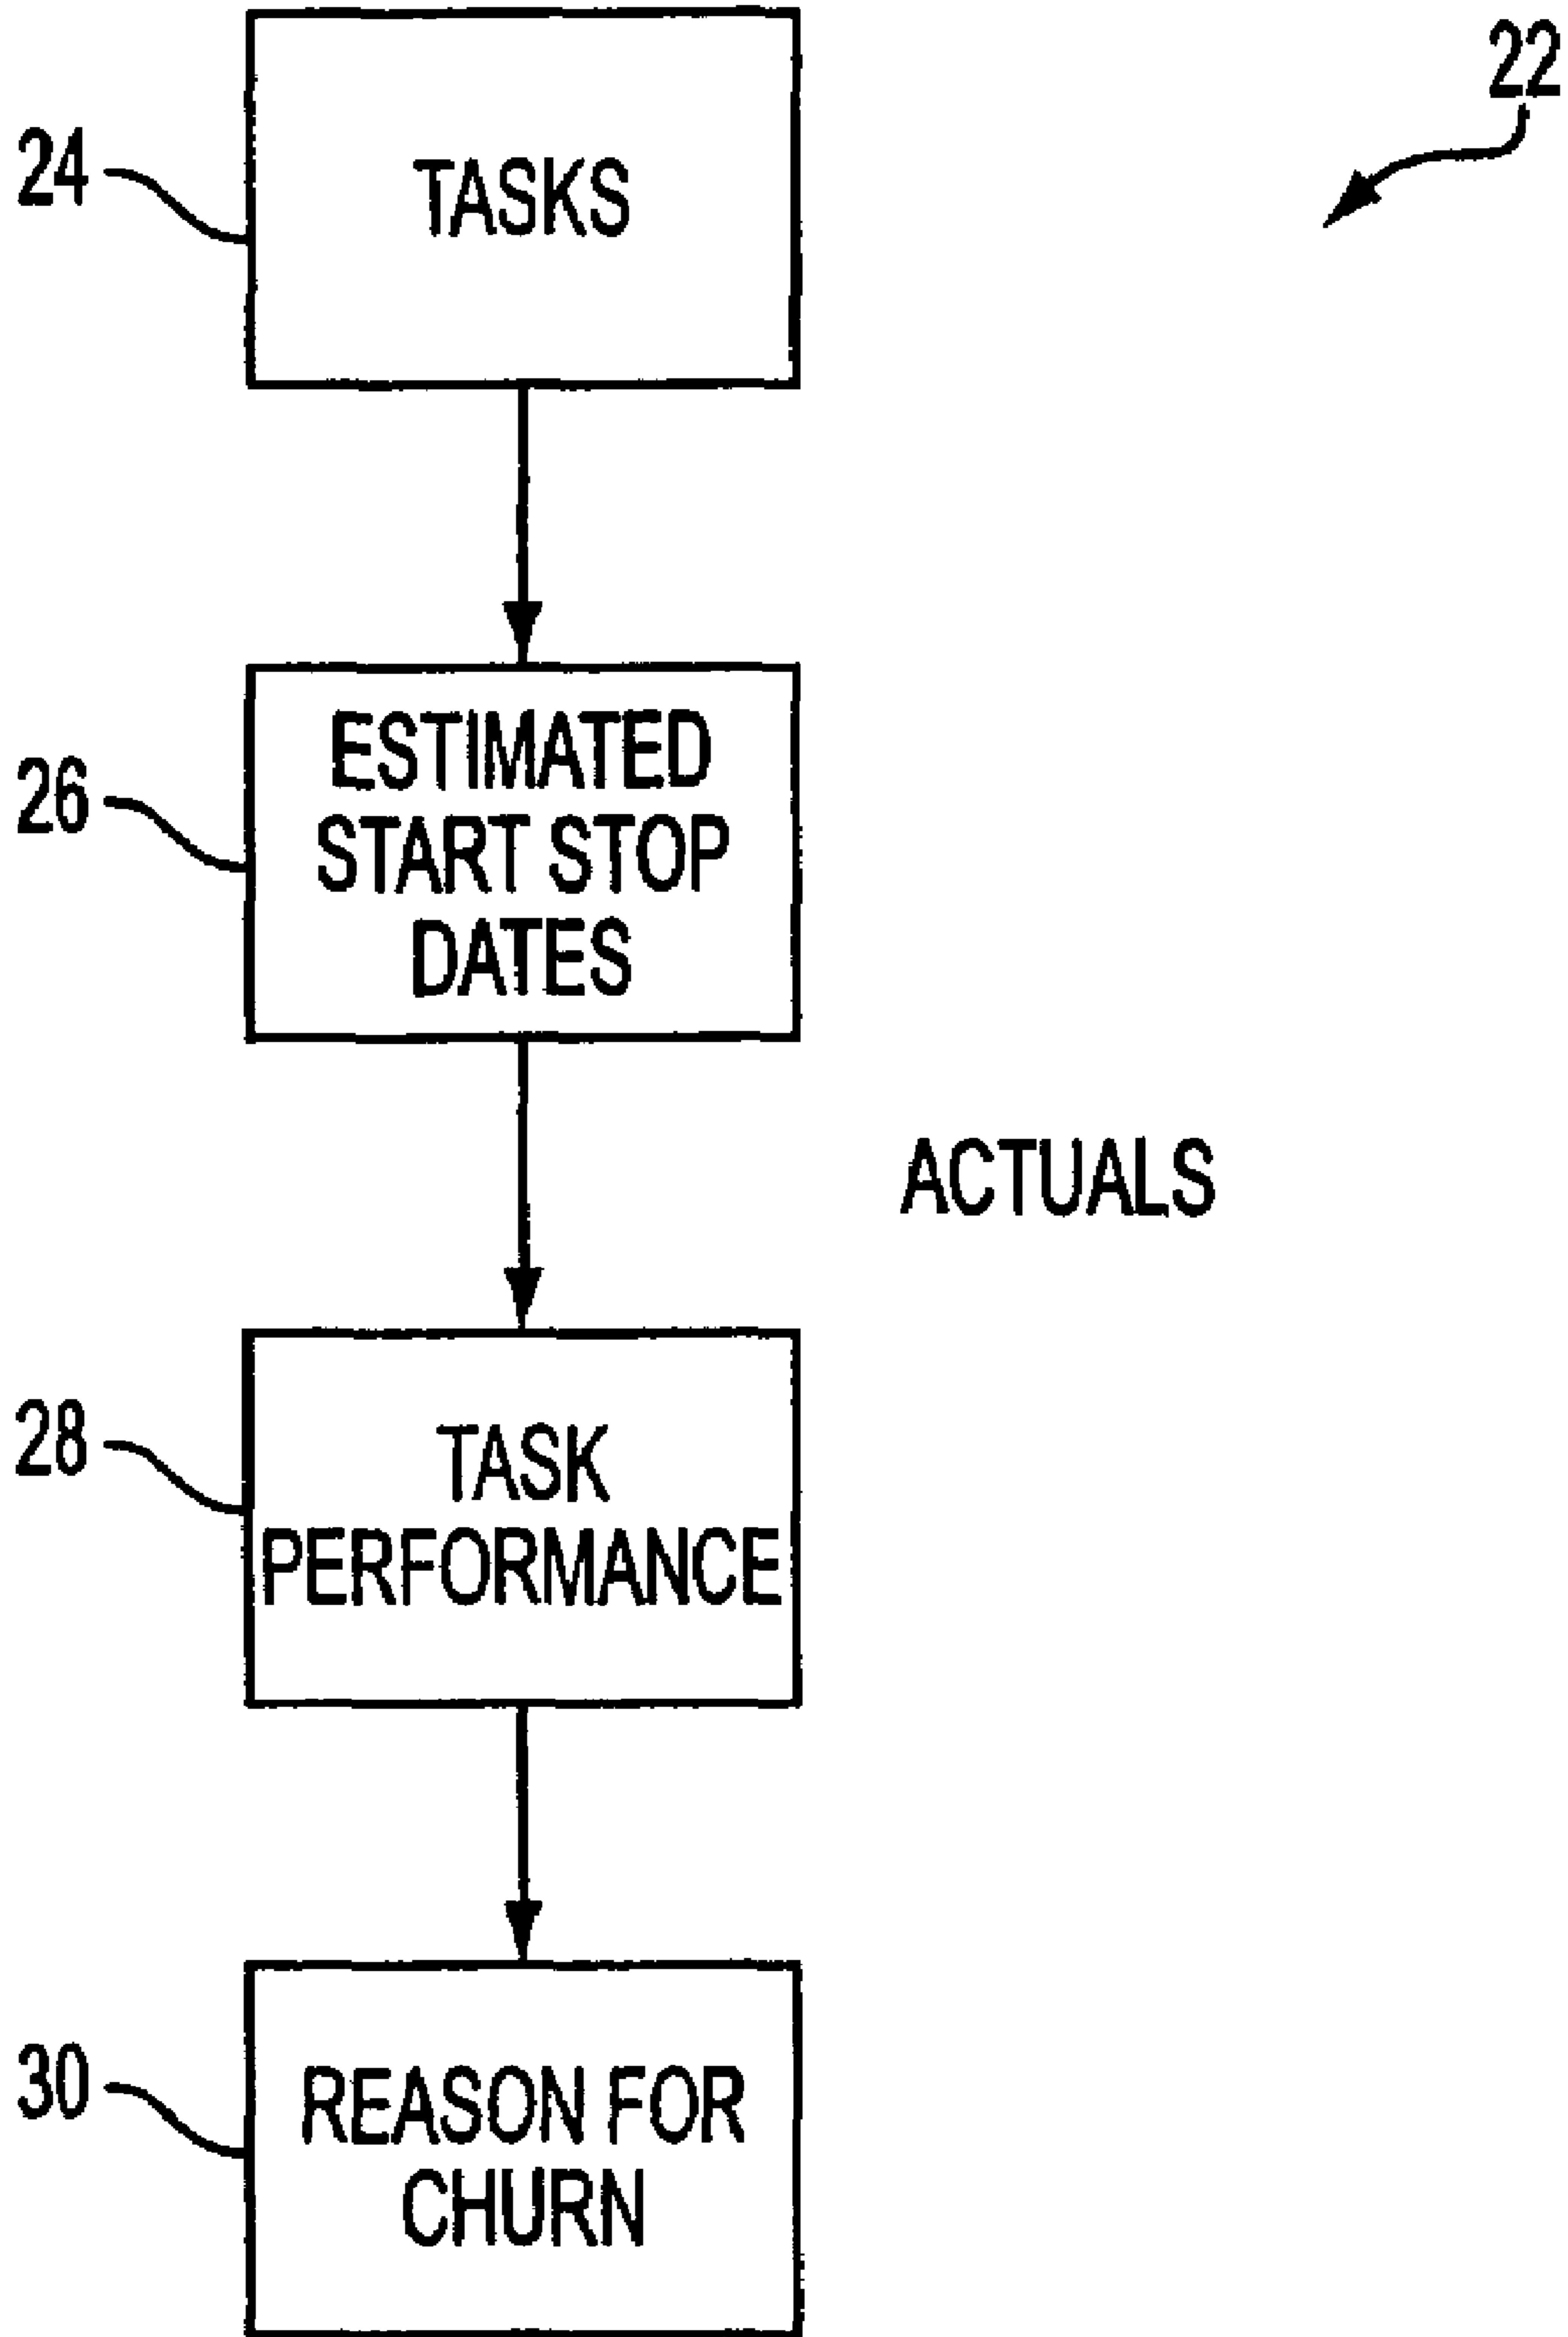 22
24
TASKS
26
ESTIMATED
START STOP
DATES
ACTUALS
28
TASK
PERFORMANCE
30
REASON FOR
CHURN